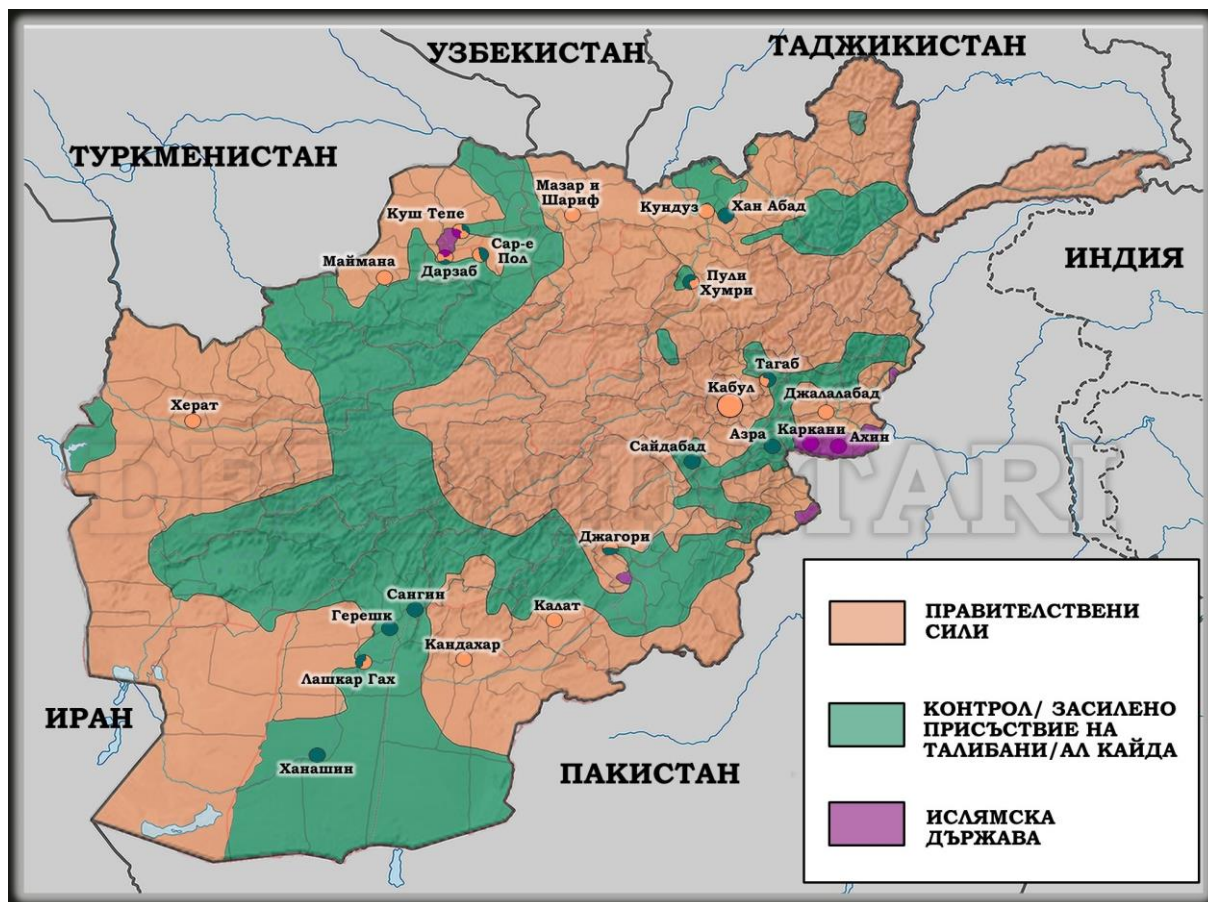 УЗБЕКИСТАН
ТАДЖИКИСТАН
ТУРКМЕНИСТАН
Мазар и
Шариф
Куш Тепе
Кундуз
Хан Абад
Сар-е
Пол
Маймана
Дарзаб
Пули
Хумри
ИНДИЯ
Тагаб
Кабул
Джалалабад
Херат
Азра
Каркани
Ахин
Сайдабад
Джагори
Сангин
Герешк
Калат
Кандахар
Лашкар Гах
ИРАН
Ханашин
ПАКИСТАН
ПРАВИТЕЛСТВЕНИ
СИЛИ
КОНТРОЛ/ ЗАСИЛЕНО
ПРИСЪСТВИЕ НА
ТАЛИБАНИ/АЛ КАЙДА
ИСЛЯМСКА
ДЪРЖАВА